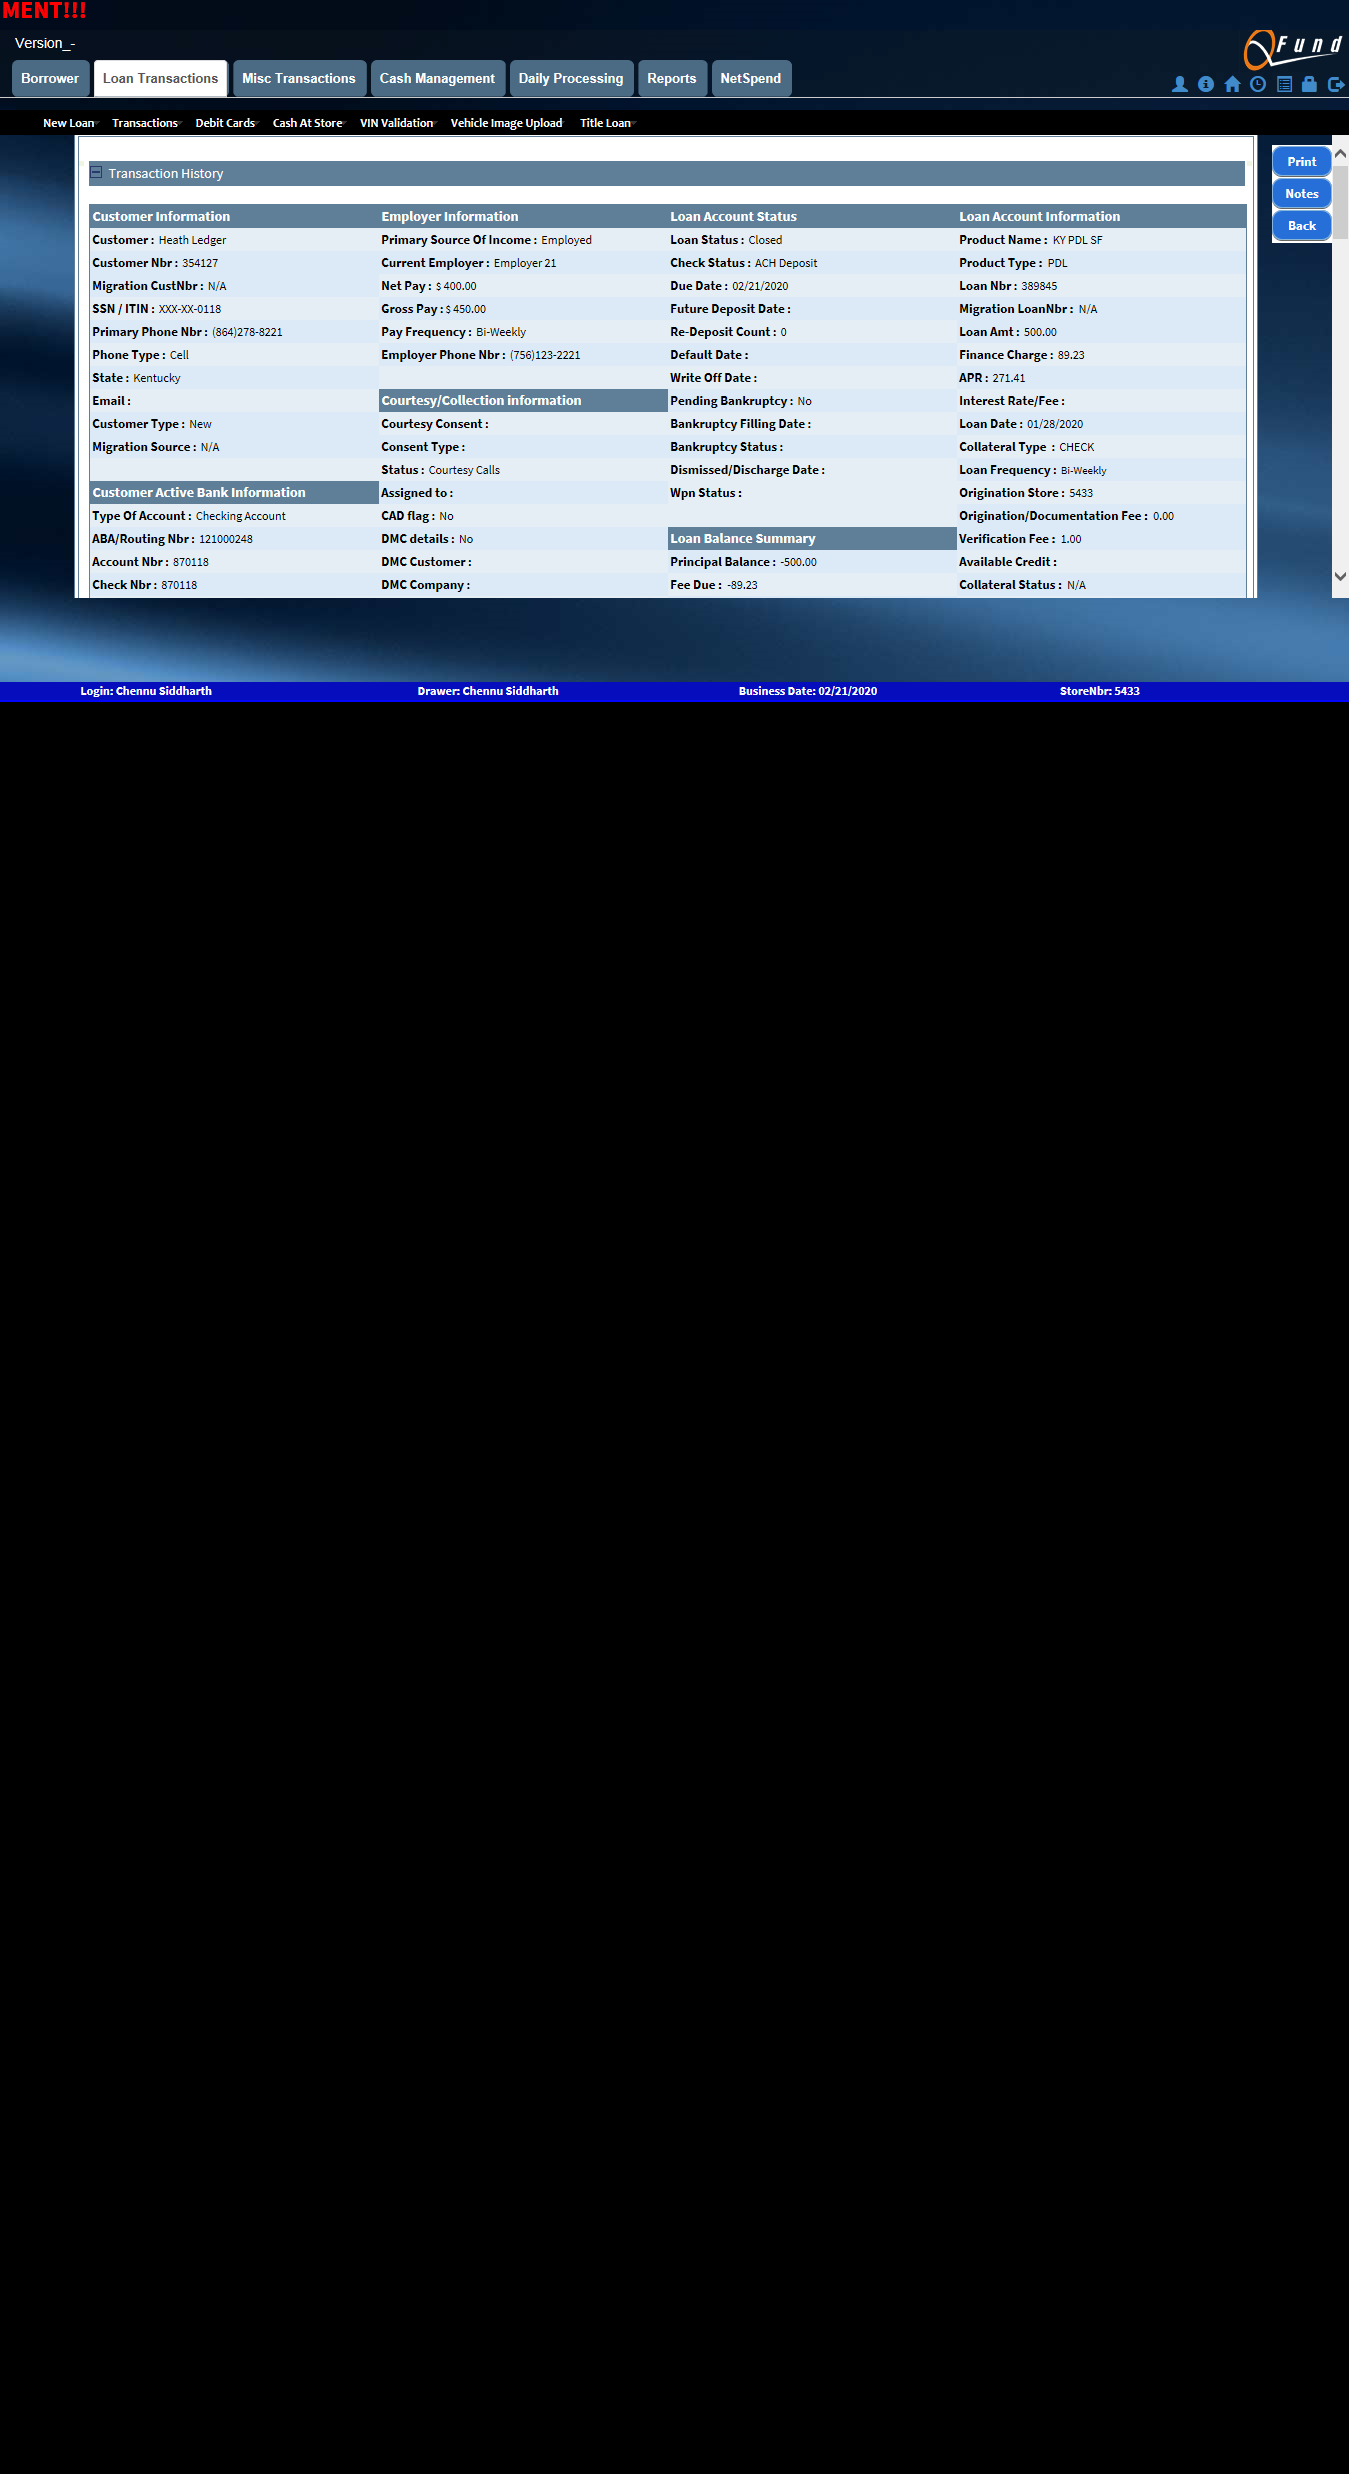 MENT!!!
Version_-
QFund
Borrower
Loan Transactions
Misc Transactions
Cash Management
Daily Processing
Reports
NetSpend
New Loan
Transactions
Debit Cards
Cash At Store
VIN Validation
Vehicle Image Upload
Title Loan
Print
Notes
Back
Transaction History
Customer Information
Customer : Heath Ledger
Customer Nbr : 354127
Migration CustNbr : N/A
SSN / ITIN : XXX-XX-0118
Primary Phone Nbr : (864)278-8221
Phone Type : Cell
State : Kentucky
Email :
Customer Type : New
Migration Source : N/A
Customer Active Bank Information
Type Of Account : Checking Account
ABA/Routing Nbr : 121000248
Account Nbr : 870118
Check Nbr : 870118
Employer Information
Primary Source Of Income : Employed
Current Employer : Employer 21
Net Pay : $ 400.00
Gross Pay : $ 450.00
Pay Frequency : Bi-Weekly
Employer Phone Nbr : (756)123-2221
Courtesy/Collection information
Courtesy Consent :
Consent Type :
Status : Courtesy Calls
Assigned to :
CAD flag : No
DMC details : No
DMC Customer :
DMC Company :
Loan Account Status
Loan Status : Closed
Check Status : ACH Deposit
Due Date : 02/21/2020
Future Deposit Date :
Re-Deposit Count : 0
Default Date :
Write Off Date :
Pending Bankruptcy : No
Bankruptcy Filling Date :
Bankruptcy Status :
Dismissed/Discharge Date :
Wpn Status :
Loan Balance Summary
Principal Balance : -500.00
Fee Due : -89.23
Loan Account Information
Product Name : KY PDL SF
Product Type : PDL
Loan Nbr : 389845
Migration LoanNbr : N/A
Loan Amt : 500.00
Finance Charge : 89.23
APR : 271.41
Interest Rate/Fee :
Loan Date : 01/28/2020
Collateral Type : CHECK
Loan Frequency : Bi-Weekly
Origination Store : 5433
Origination/Documentation Fee : 0.00
Verification Fee : 1.00
Available Credit :
Collateral Status : N/A
Login: Chennu Siddharth
Drawer: Chennu Siddharth
Business Date: 02/21/2020
StoreNbr: 5433